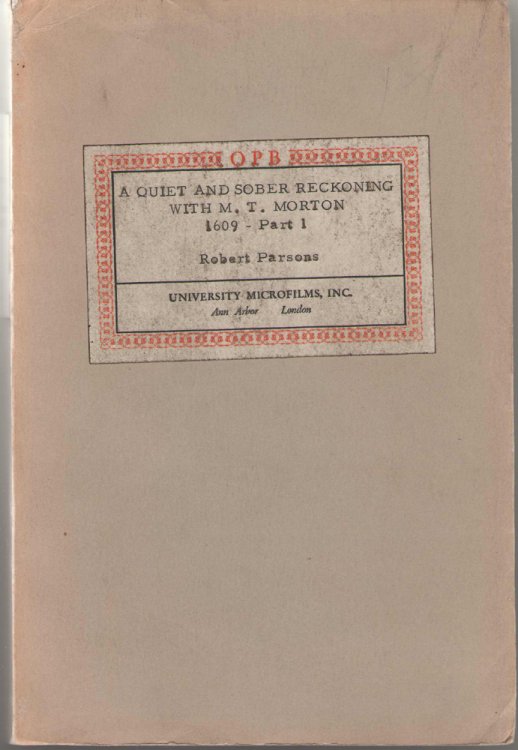 OPB
A QUIET AND SOBER RECKONING
WITH M. T. MORTON
1609 - Part 1
Robert Parsons
UNIVERSITY MICROFILMS, INC.
Ann Arbor London